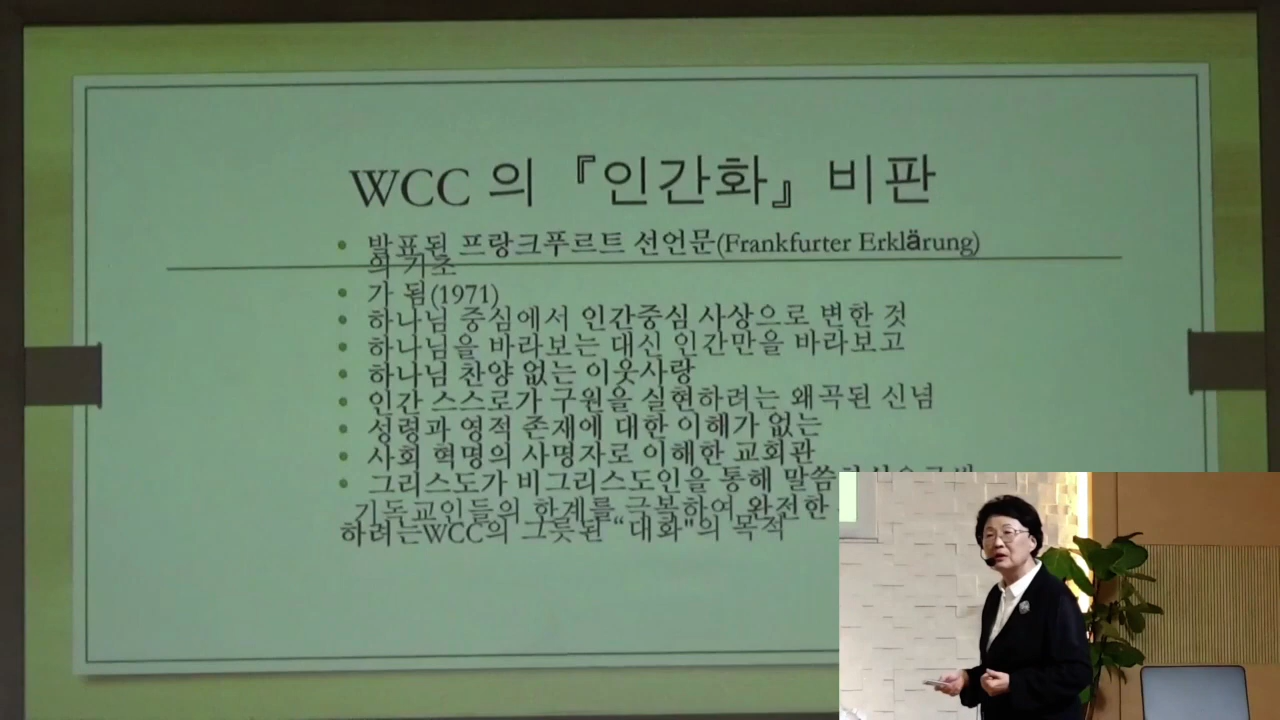 WCC 의 『인간화』 비판
• 발표된 프랑크푸르트 선언문(Frankfurter Erklärung)
의 기초
• 가 됨(1971)
• 하나님 중심에서 인간중심 사상으로 변한 것
• 하나님을 바라보는 대신 인간만을 바라보고
• 하나님 찬양 없는 이웃사랑
• 인간 스스로가 구원을 실현하려는 왜곡된 신념
• 성령과 영적 존재에 대한 이해가 없는
• 사회 혁명의 사명자로 이해한 교회관
• 그리스도가 비그리스도인을 통해
기독교인들의 한계를 극복하여 완전한
하려는WCC의 그릇된 “대화"의 목적